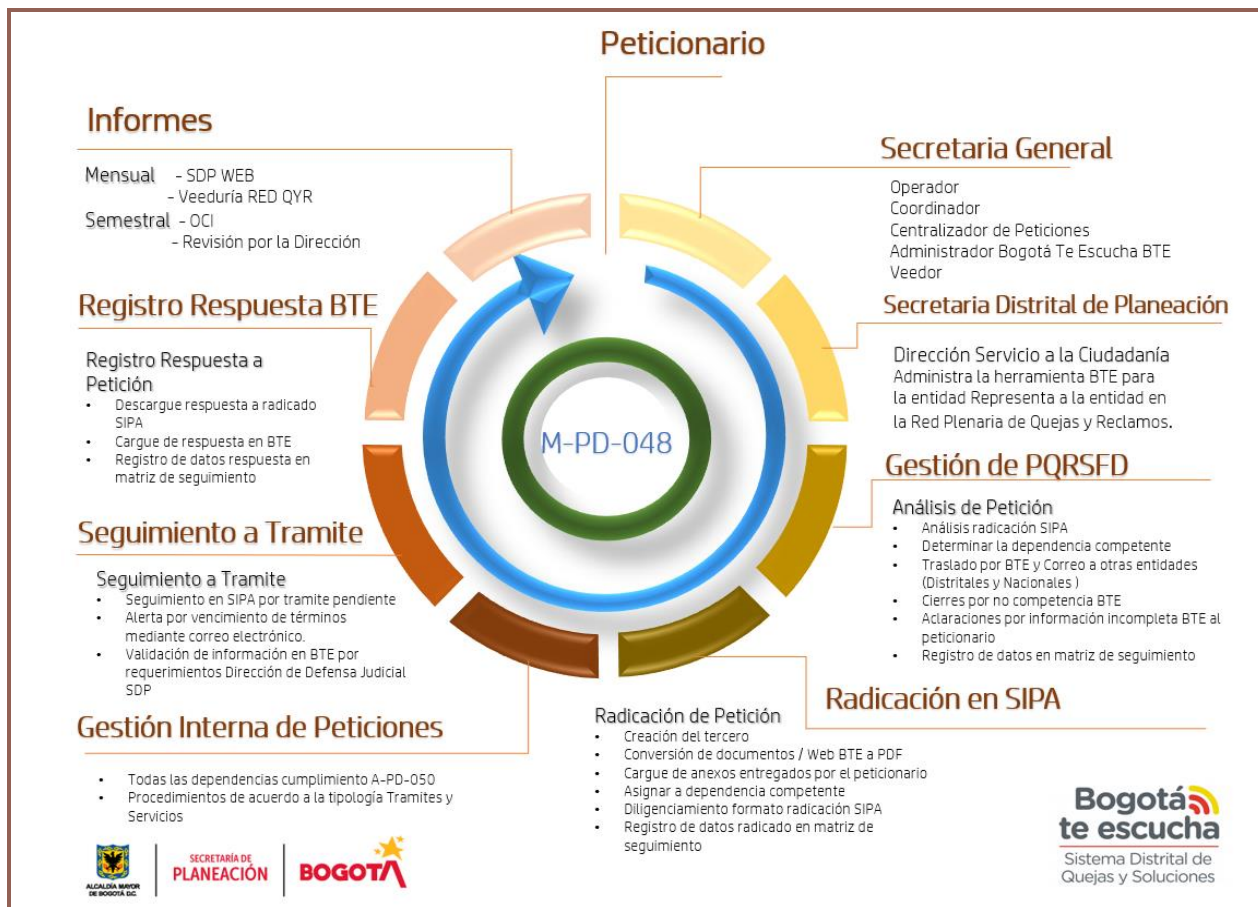 Peticionario
Informes
Mensual - SDP WEB
- Veeduría RED QYR
Semestral - OCI
- Revisión por la Dirección
Secretaria General
Operador
Coordinador
Centralizador de Peticiones
Administrador Bogotá Te Escucha BTE
Veedor
Registro Respuesta BTE
Registro Respuesta a
Petición
• Descargue respuesta a radicado
SIPA
• Cargue de respuesta en BTE
• Registro de datos respuesta en
matriz de seguimiento
Secretaria Distrital de Planeación
Dirección Servicio a la Ciudadanía
Administra la herramienta BTE para
la entidad Representa a la entidad en
la Red Plenaria de Quejas y Reclamos.
M-PD-048
Gestión de PQRSFD
Análisis de Petición
• Análisis radicación SIPA
• Determinar la dependencia competente
• Traslado por BTE y Correo a otras entidades
(Distritales y Nacionales )
• Cierres por no competencia BTE
• Aclaraciones por información incompleta BTE al
peticionario
• Registro de datos en matriz de seguimiento
Seguimiento a Tramite
Seguimiento a Tramite
• Seguimiento en SIPA por tramite pendiente
• Alerta por vencimiento de términos
mediante correo electrónico.
• Validación de información en BTE por
requerimientos Dirección de Defensa Judicial
SDP
Radicación en SIPA
Radicación de Petición
• Creación del tercero
• Conversión de documentos / Web BTE a PDF
• Cargue de anexos entregados por el peticionario
• Asignar a dependencia competente
• Diligenciamiento formato radicación SIPA
• Registro de datos radicado en matriz de
seguimiento
Gestión Interna de Peticiones
• Todas las dependencias cumplimiento A-PD-050
• Procedimientos de acuerdo a la tipología Tramites y
Servicios
ALCALDÍA MAYOR
DE BOGOTÁ D.C.
SECRETARÍA DE
PLANEACIÓN
BOGOTÁ
Bogotá
te escucha
Sistema Distrital de
Quejas y Soluciones